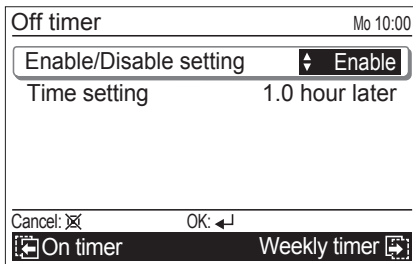 Off timer Mo 10:00
Enable/Disable setting Enable
Time setting 1.0 hour later
Cancel: OK:
On timer Weekly timer